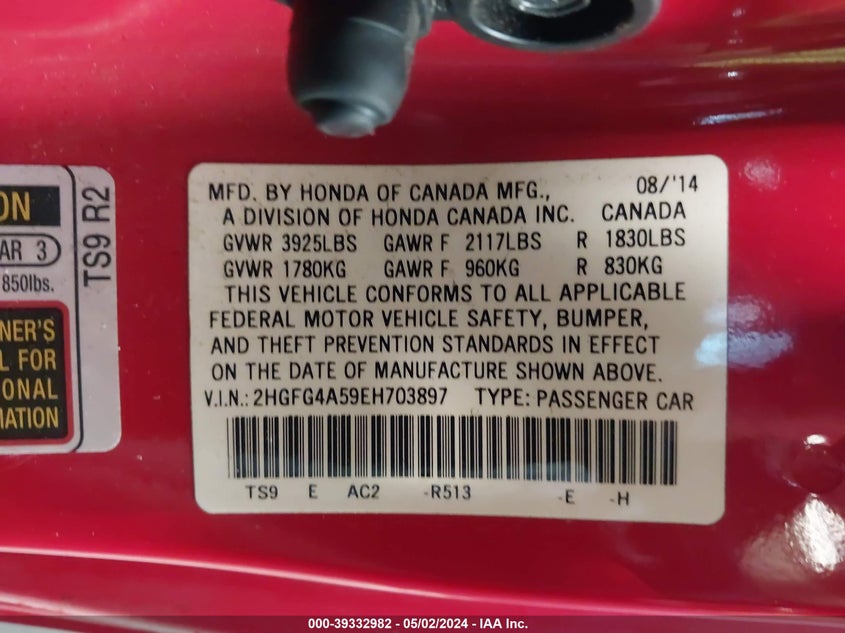 ON
AR 3
850lbs.
NER'S
L FOR
ONAL
MATION
TS9 R2
MFD. BY HONDA OF CANADA MFG., 08/'14
A DIVISION OF HONDA CANADA INC. CANADA
GVWR 3925LBS GAWR F 2117LBS R 1830LBS
GVWR 1780KG GAWR F 960KG R 830KG
THIS VEHICLE CONFORMS TO ALL APPLICABLE
FEDERAL MOTOR VEHICLE SAFETY, BUMPER,
AND THEFT PREVENTION STANDARDS IN EFFECT
ON THE DATE OF MANUFACTURE SHOWN ABOVE.
V.I.N.: 2HGFG4A59EH703897 TYPE: PASSENGER CAR
TS9 E AC2 -R513 -E -H
000-39332982 - 05/02/2024 - IAA Inc.